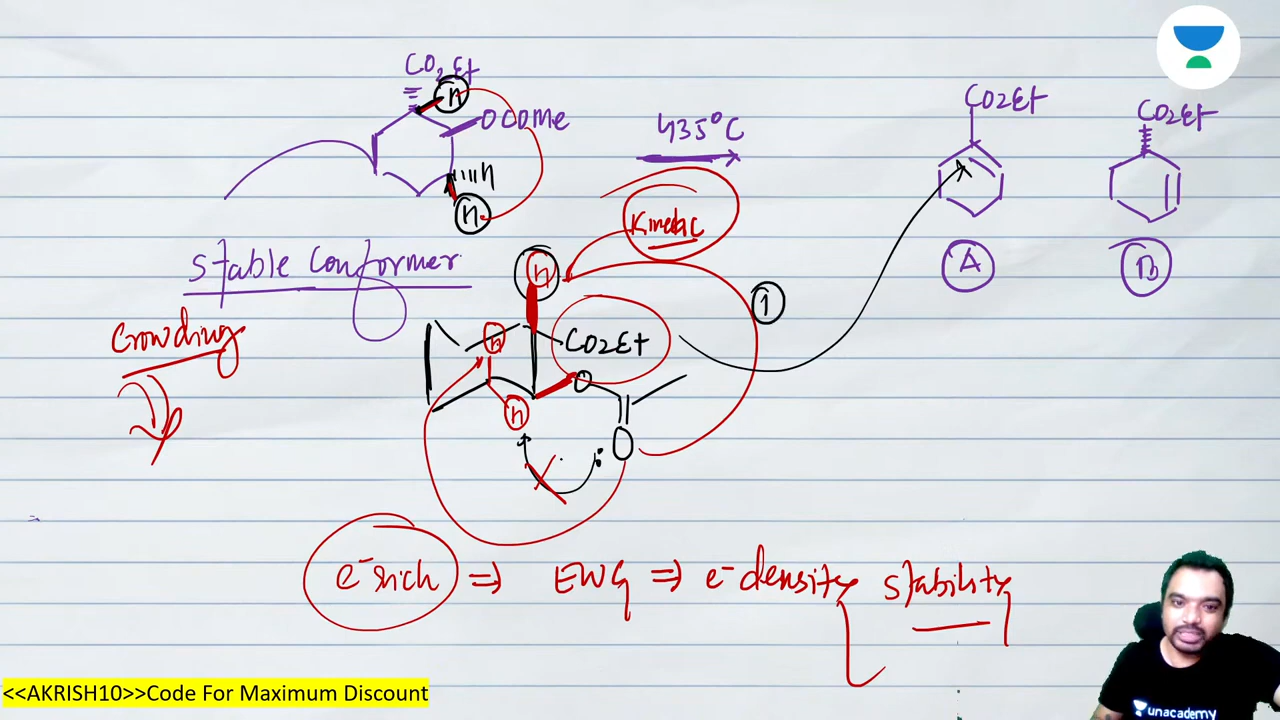 CO2Et
H
OCOMe
H
H
435°C
CO2Et
A
CO2Et
B
Stable Conformer
Kinetic
Crowding
H
H
CO2Et
1
O
H
O
e- rich ⇒ EWG ⇒ e- density stability
<<AKRISH10>>Code For Maximum Discount
unacademy